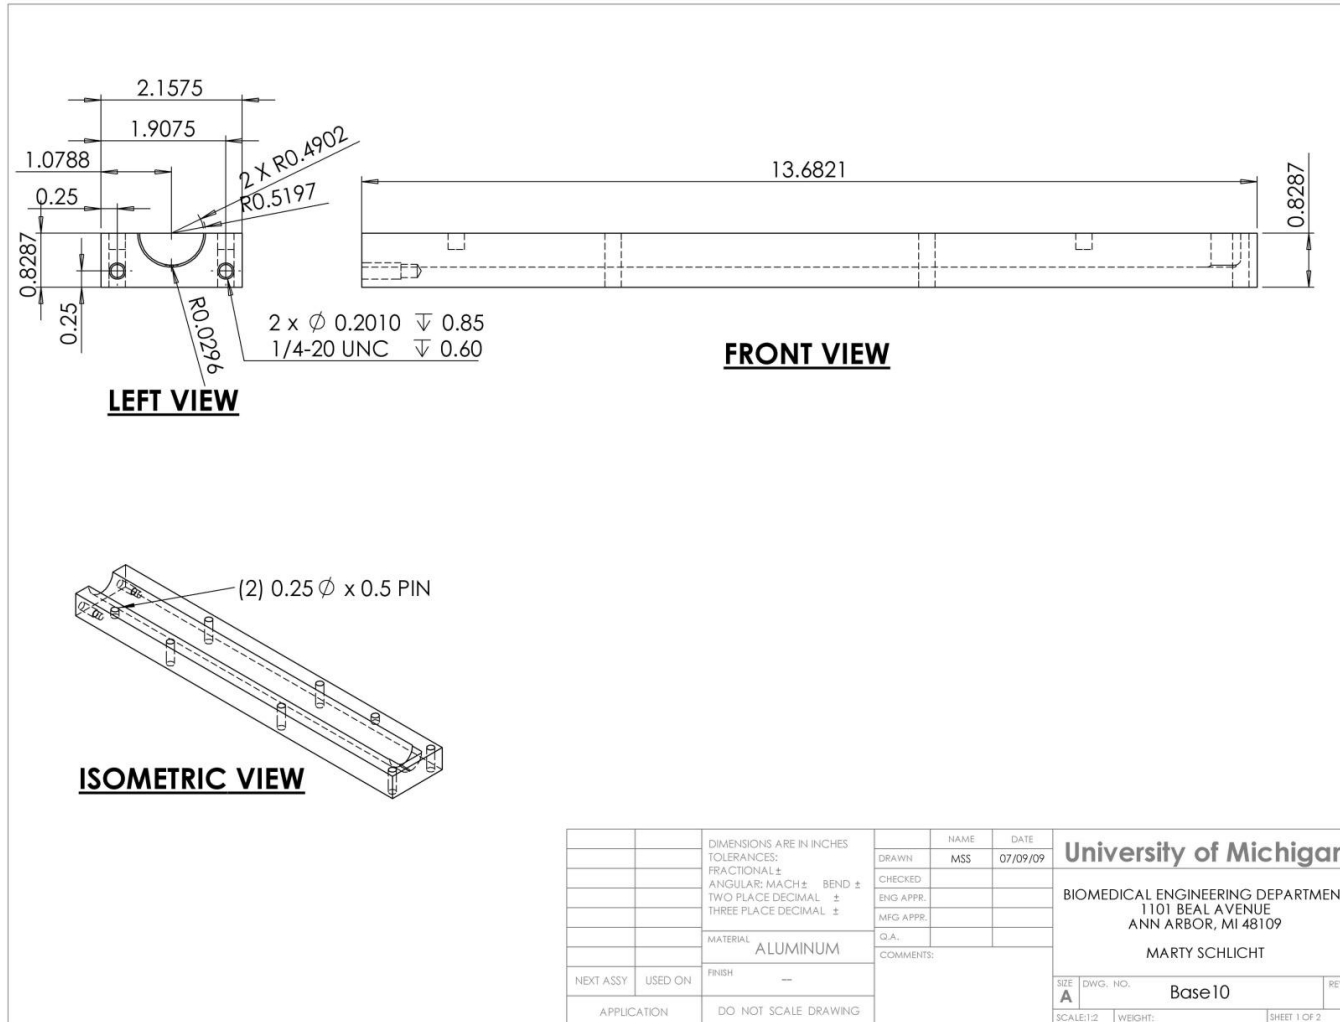 2.1575
1.9075
1.0788
2 X R0.4902
R0.5197
0.25
0.8287
0.25
R0.0296
2 x ∅ 0.2010 ↧ 0.85
1/4-20 UNC ↧ 0.60
LEFT VIEW
13.6821
0.8287
FRONT VIEW
(2) 0.25 ∅ x 0.5 PIN
ISOMETRIC VIEW
DIMENSIONS ARE IN INCHES
TOLERANCES:
FRACTIONAL ±
ANGULAR: MACH ± BEND ±
TWO PLACE DECIMAL ±
THREE PLACE DECIMAL ±
MATERIAL
ALUMINUM
FINISH
--
NEXT ASSY USED ON
APPLICATION
DO NOT SCALE DRAWING
NAME DATE
DRAWN MSS 07/09/09
CHECKED
ENG APPR.
MFG APPR.
Q.A.
COMMENTS:
University of Michigan
BIOMEDICAL ENGINEERING DEPARTMEN
1101 BEAL AVENUE
ANN ARBOR, MI 48109
MARTY SCHLICHT
SIZE DWG. NO. RE
A Base10
SCALE:1:2 WEIGHT: SHEET 1 OF 2